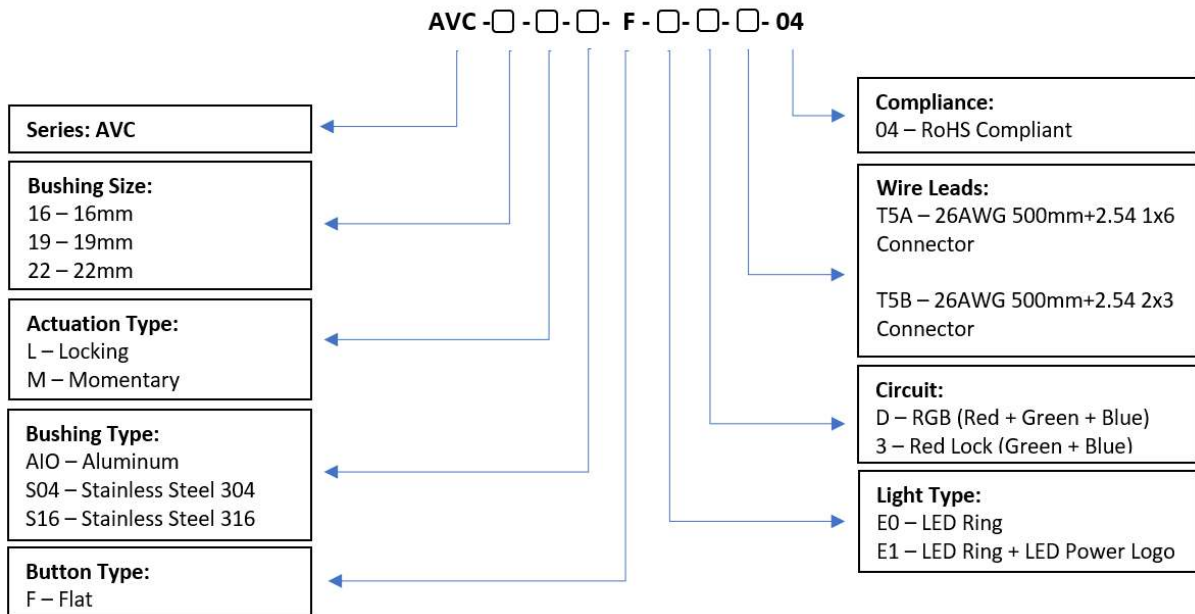 AVC -▢ - ▢ - ▢- F - ▢- ▢- ▢- 04
Series: AVC
Bushing Size:
16 – 16mm
19 – 19mm
22 – 22mm
Actuation Type:
L – Locking
M – Momentary
Bushing Type:
AIO – Aluminum
S04 – Stainless Steel 304
S16 – Stainless Steel 316
Button Type:
F – Flat
Compliance:
04 – RoHS Compliant
Wire Leads:
T5A – 26AWG 500mm+2.54 1x6
Connector
T5B – 26AWG 500mm+2.54 2x3
Connector
Circuit:
D – RGB (Red + Green + Blue)
3 – Red Lock (Green + Blue)
Light Type:
E0 – LED Ring
E1 – LED Ring + LED Power Logo